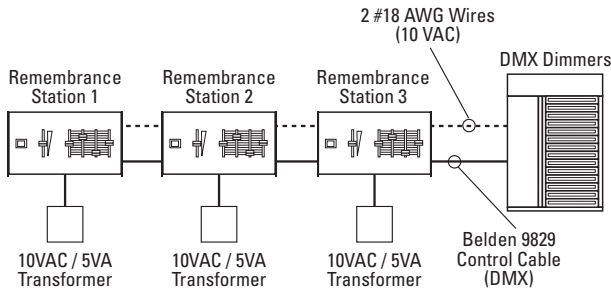 2 #18 AWG Wires
(10 VAC)
DMX Dimmers
Remembrance
Station 1
Remembrance
Station 2
Remembrance
Station 3
10VAC / 5VA
Transformer
10VAC / 5VA
Transformer
10VAC / 5VA
Transformer
Belden 9829
Control Cable
(DMX)